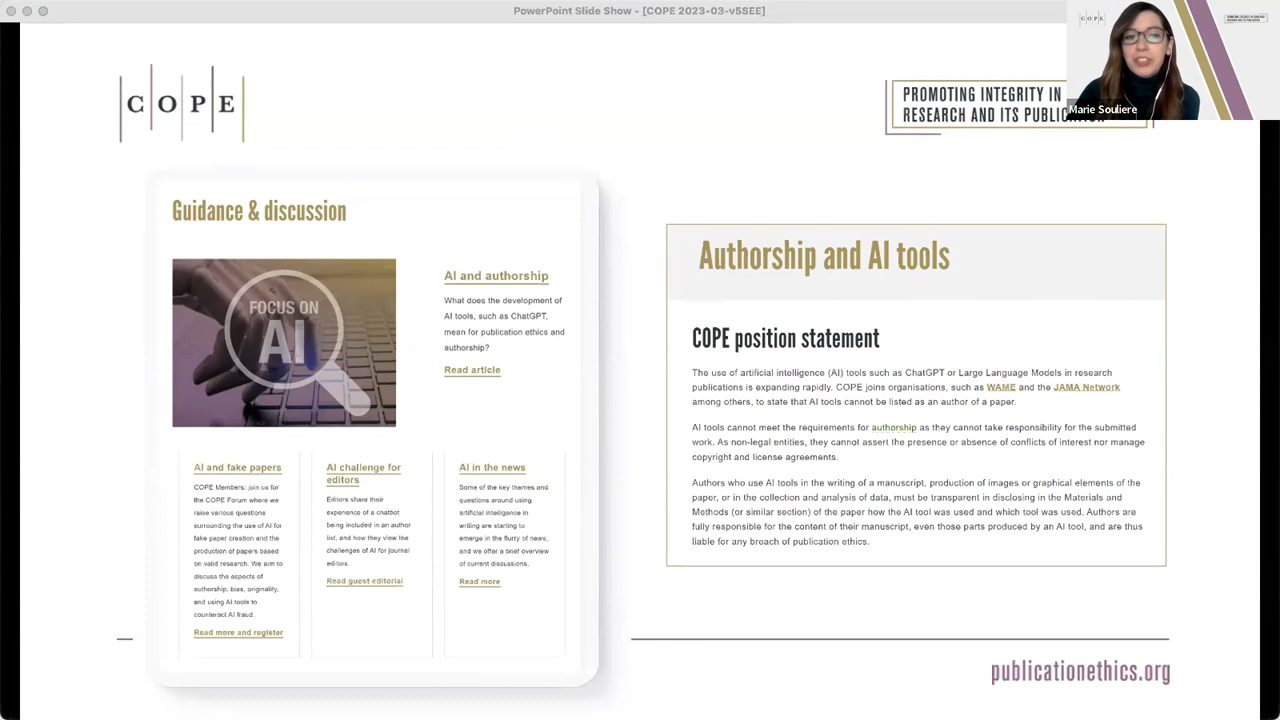 PowerPoint Slide Show - [COPE 2023-03-v5SEE]
COPE
PROMOTING INTEGRITY IN
RESEARCH AND ITS PUBLIC
Marie Souliere
COPE
Guidance & discussion
FOCUS ON
AI
AI and authorship
What does the development of
AI tools, such as ChatGPT,
mean for publication ethics and
authorship?
Read article
AI and fake papers
COPE Members: join us for
the COPE Forum where we
raise various questions
surrounding the use of AI for
fake paper creation and the
production of papers based
on valid research. We aim to
discuss the aspects of
authorship, bias, originality,
and using AI tools to
counteract AI fraud.
Read more and register
AI challenge for
editors
Editors share their
experience of a chatbot
being included in an author
list, and how they view the
challenges of AI for journal
editors.
Read guest editorial
AI in the news
Some of the key themes and
questions around using
artificial intelligence in
writing are starting to
emerge in the flurry of news,
and we offer a brief overview
of current discussions.
Read more
Authorship and AI tools
COPE position statement
The use of artificial intelligence (AI) tools such as ChatGPT or Large Language Models in research
publications is expanding rapidly. COPE joins organisations, such as WAME and the JAMA Network
among others, to state that AI tools cannot be listed as an author of a paper.
AI tools cannot meet the requirements for authorship as they cannot take responsibility for the submitted
work. As non-legal entities, they cannot assert the presence or absence of conflicts of interest nor manage
copyright and license agreements.
Authors who use AI tools in the writing of a manuscript, production of images or graphical elements of the
paper, or in the collection and analysis of data, must be transparent in disclosing in the Materials and
Methods (or similar section) of the paper how the AI tool was used and which tool was used. Authors are
fully responsible for the content of their manuscript, even those parts produced by an AI tool, and are thus
liable for any breach of publication ethics.
publicationethics.org